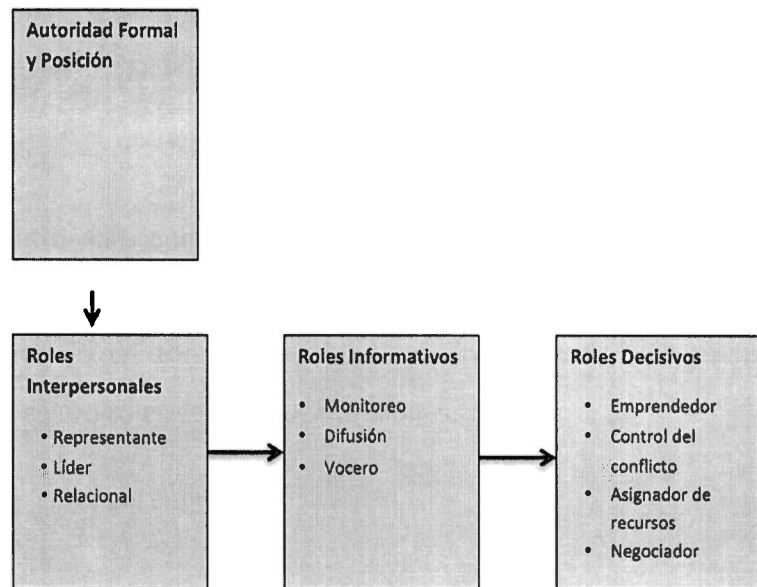 Autoridad Formal
y Posición
Roles
Interpersonales
• Representante
• Líder
• Relacional
Roles Informativos
• Monitoreo
• Difusión
• Vocero
Roles Decisivos
• Emprendedor
• Control del
conflicto
• Asignador de
recursos
• Negociador